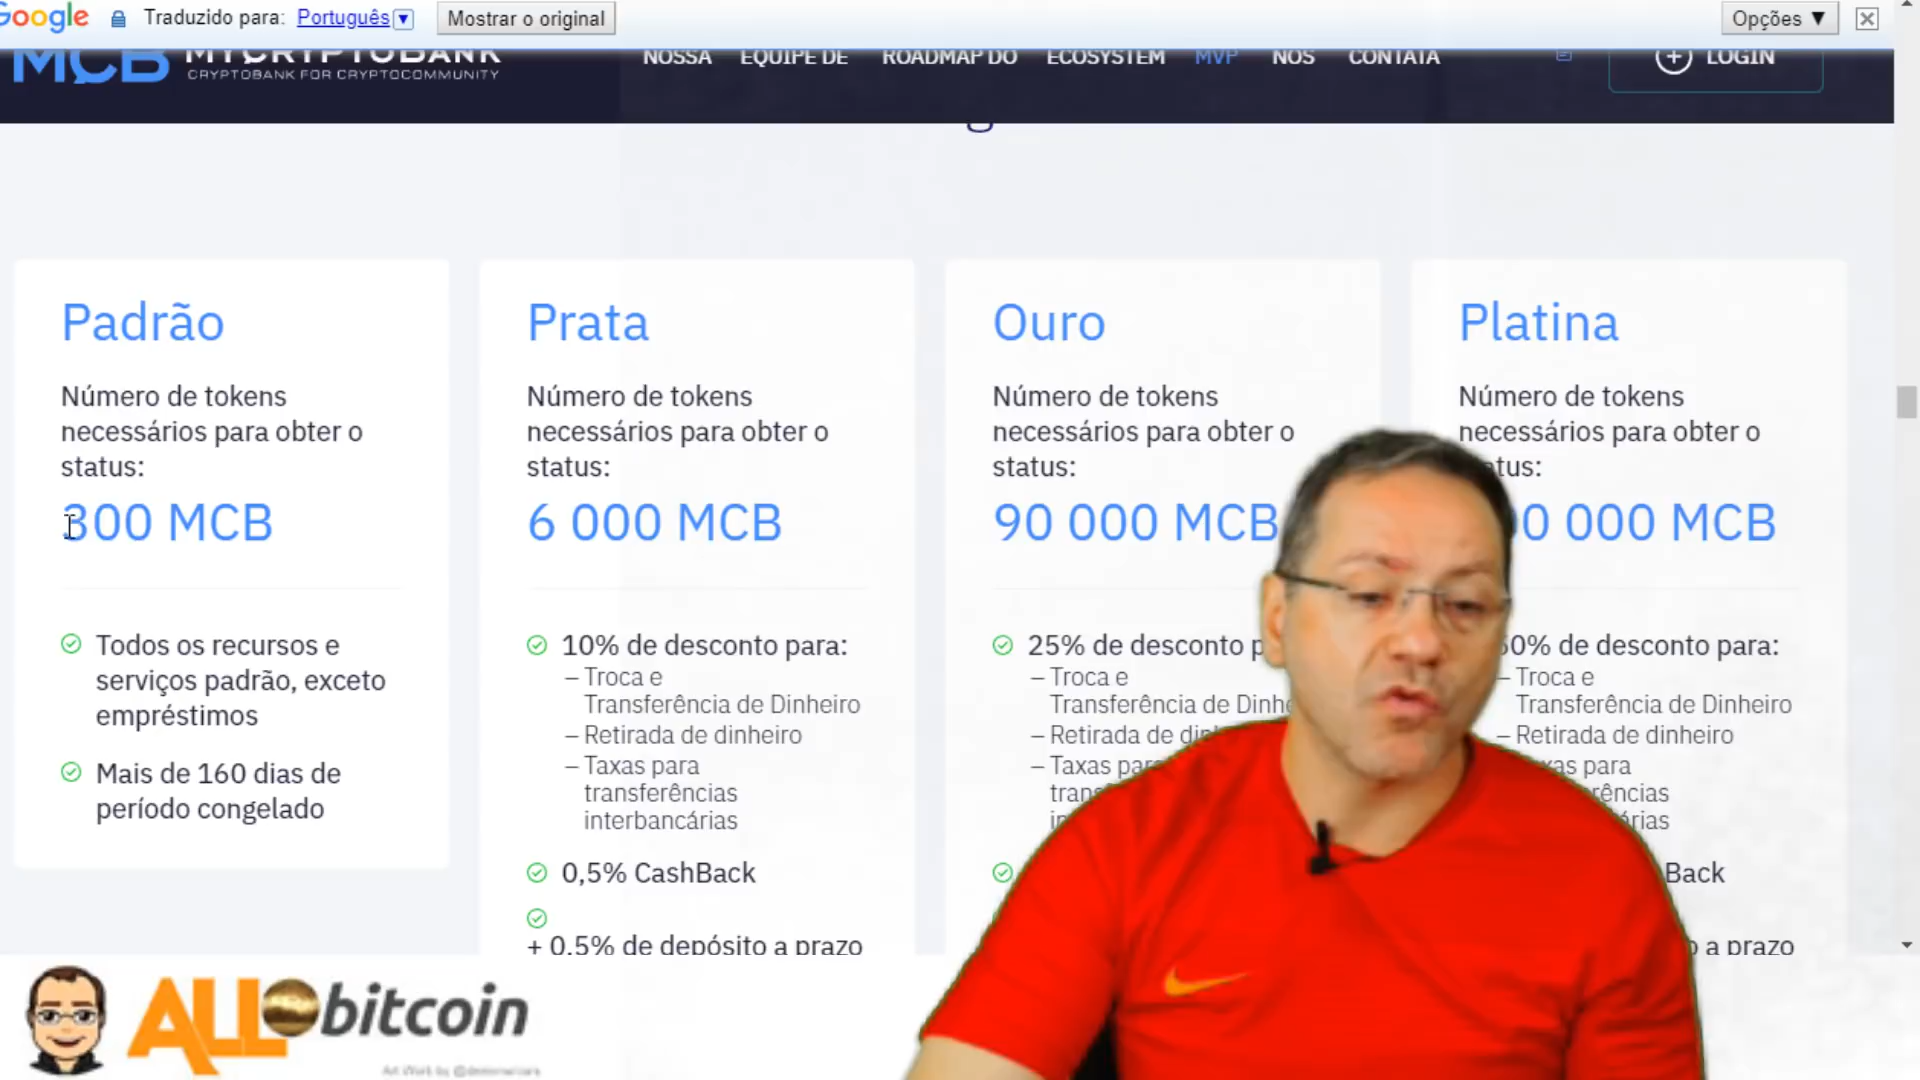 Google Traduzido para: Português Mostrar o original Opções ▼
MCB MYCRYPTOBANK
CRYPTOBANK FOR CRYPTOCOMMUNITY
NOSSA EQUIPE DE ROADMAP DO ECOSYSTEM MVP NOS CONTATA LOGIN
Padrão
Número de tokens
necessários para obter o
status:
300 MCB
Todos os recursos e
serviços padrão, exceto
empréstimos
Mais de 160 dias de
período congelado
Prata
Número de tokens
necessários para obter o
status:
6 000 MCB
10% de desconto para:
– Troca e
Transferência de Dinheiro
– Retirada de dinheiro
– Taxas para
transferências
interbancárias
0,5% CashBack
+ 0.5% de depósito a prazo
Ouro
Número de tokens
necessários para obter o
status:
90 000 MCB
25% de desconto
– Troca e
Transferência de
– Retirada de
– Taxas
Platina
Número de tokens
necessários para obter o
000 MCB
de desconto para:
– Troca e
Transferência de Dinheiro
– Retirada de dinheiro
para
Back
a prazo
ALLbitcoin